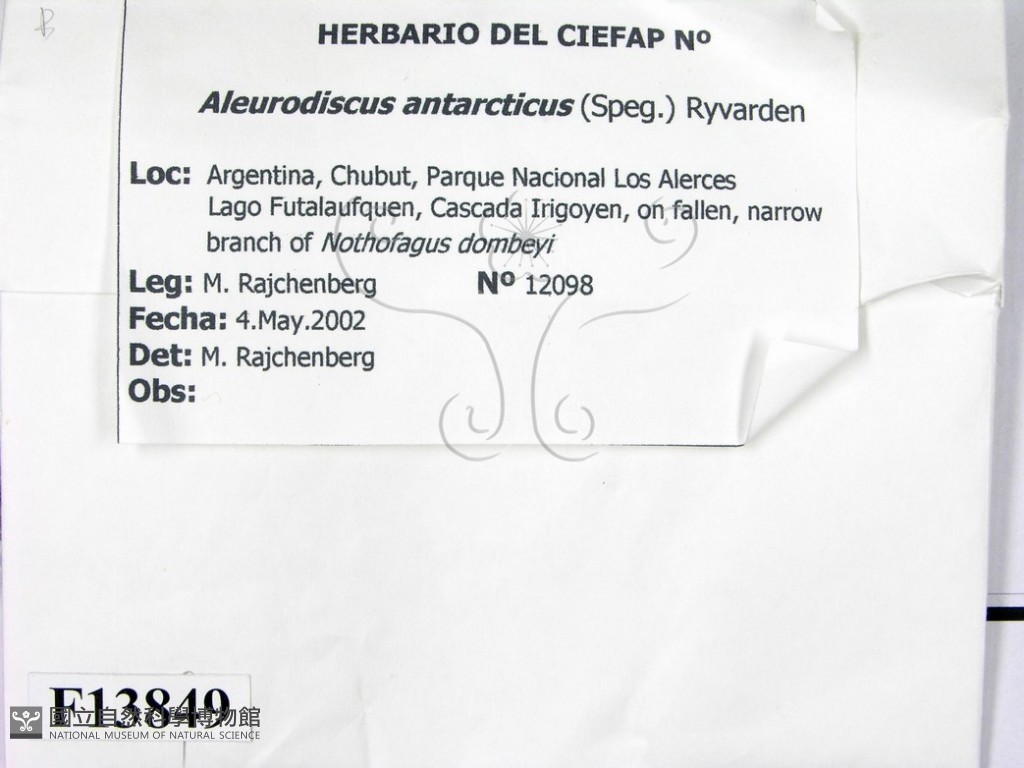 B
HERBARIO DEL CIEFAP Nº
Aleurodiscus antarcticus (Speg.) Ryvarden
Loc: Argentina, Chubut, Parque Nacional Los Alerces
Lago Futalaufquen, Cascada Irigoyen, on fallen, narrow
branch of Nothofagus dombeyi
Leg: M. Rajchenberg Nº 12098
Fecha: 4.May.2002
Det: M. Rajchenberg
Obs:
F13849
國立自然科學博物館
NATIONAL MUSEUM OF NATURAL SCIENCE